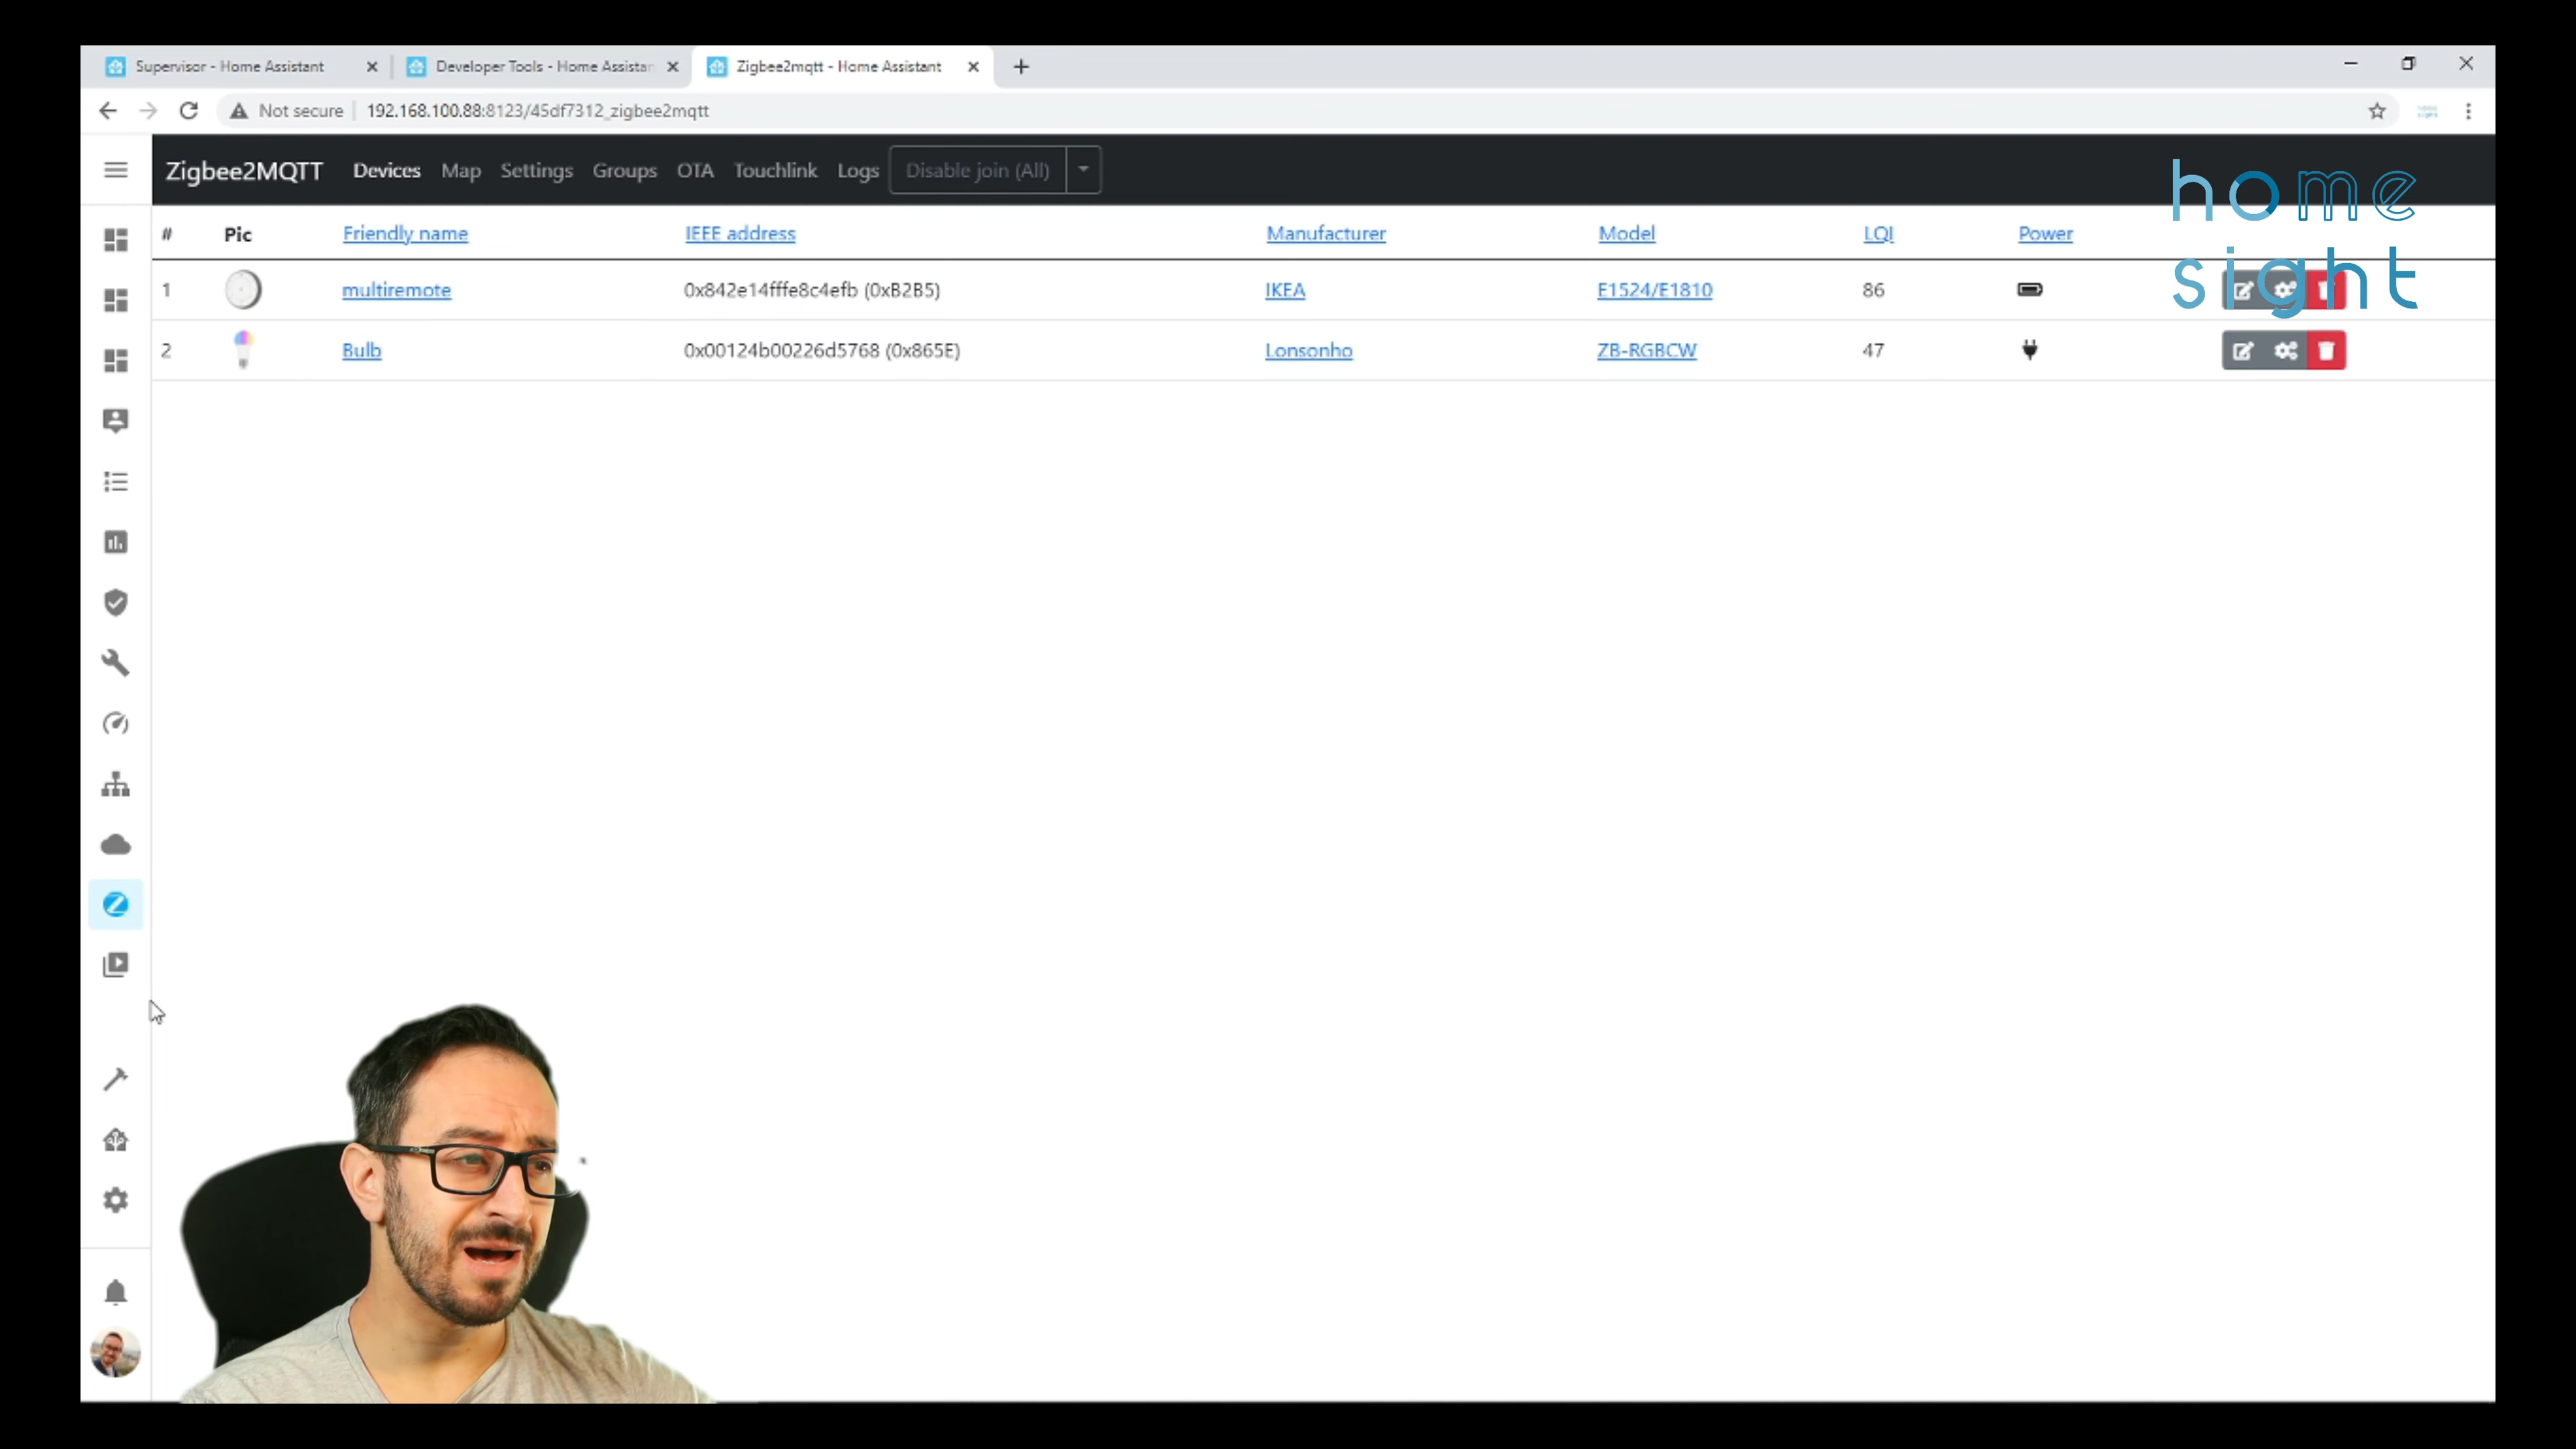 Supervisor - Home Assistant
Developer Tools - Home Assistan
Zigbee2mqtt - Home Assistant
Not secure
192.168.100.88:8123/45df7312_zigbee2mqtt
Zigbee2MQTT Devices Map Settings Groups OTA Touchlink Logs Disable join (All)
home
sight
# Pic Friendly name IEEE address Manufacturer Model LQI Power
1 multiremote 0x842e14fffe8c4efb (0xB2B5) IKEA E1524/E1810 86
2 Bulb 0x00124b00226d5768 (0x865E) Lonsonho ZB-RGBCW 47